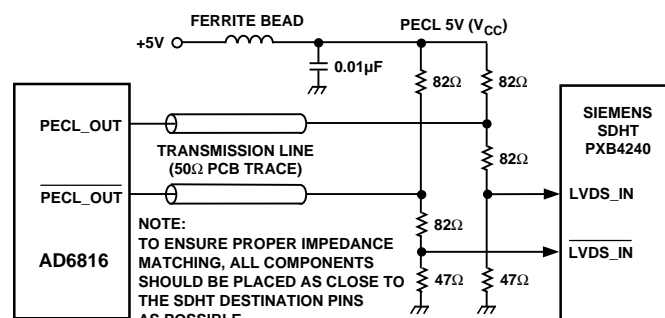 FERRITE BEAD
PECL 5V (VCC)
+5V
0.01µF
82Ω
82Ω
SIEMENS
SDHT
PXB4240
PECL_OUT
TRANSMISSION LINE
(50Ω PCB TRACE)
82Ω
PECL_OUT
LVDS_IN
NOTE:
TO ENSURE PROPER IMPEDANCE
MATCHING, ALL COMPONENTS
SHOULD BE PLACED AS CLOSE TO
THE SDHT DESTINATION PINS
AS POSSIBLE
82Ω
LVDS_IN
AD6816
47Ω
47Ω